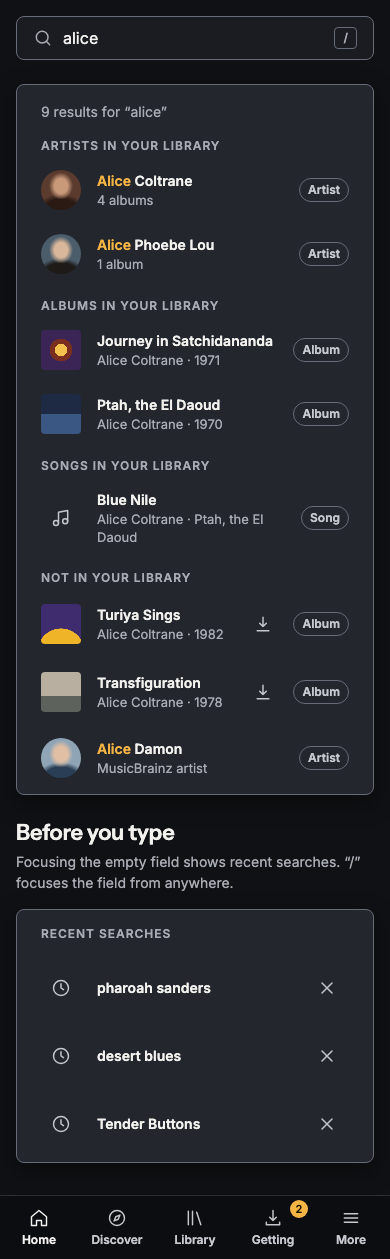 alice
/
9 results for “alice”
ARTISTS IN YOUR LIBRARY
Alice Coltrane
4 albums
Artist
Alice Phoebe Lou
1 album
Artist
ALBUMS IN YOUR LIBRARY
Journey in Satchidananda
Alice Coltrane · 1971
Album
Ptah, the El Daoud
Alice Coltrane · 1970
Album
SONGS IN YOUR LIBRARY
Blue Nile
Alice Coltrane · Ptah, the El
Daoud
Song
NOT IN YOUR LIBRARY
Turiya Sings
Alice Coltrane · 1982
Album
Transfiguration
Alice Coltrane · 1978
Album
Alice Damon
MusicBrainz artist
Artist
Before you type
Focusing the empty field shows recent searches. “/”
focuses the field from anywhere.
RECENT SEARCHES
pharoah sanders
desert blues
Tender Buttons
2
Home
Discover
Library
Getting
More